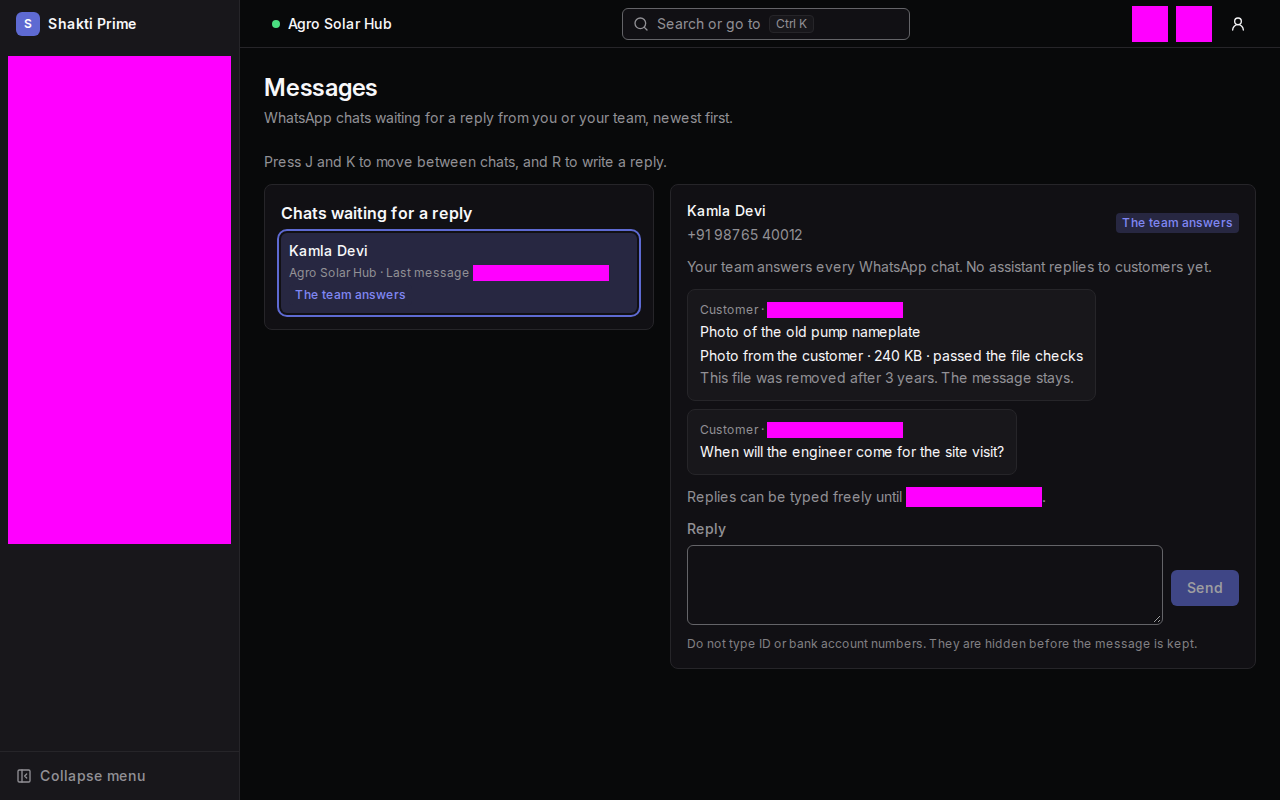 S Shakti Prime
Agro Solar Hub
Search or go to Ctrl K
Messages
WhatsApp chats waiting for a reply from you or your team, newest first.
Press J and K to move between chats, and R to write a reply.
Chats waiting for a reply
Kamla Devi
Agro Solar Hub · Last message
The team answers
Kamla Devi
+91 98765 40012
The team answers
Your team answers every WhatsApp chat. No assistant replies to customers yet.
Customer ·
Photo of the old pump nameplate
Photo from the customer · 240 KB · passed the file checks
This file was removed after 3 years. The message stays.
Customer ·
When will the engineer come for the site visit?
Replies can be typed freely until .
Reply
Send
Do not type ID or bank account numbers. They are hidden before the message is kept.
Collapse menu